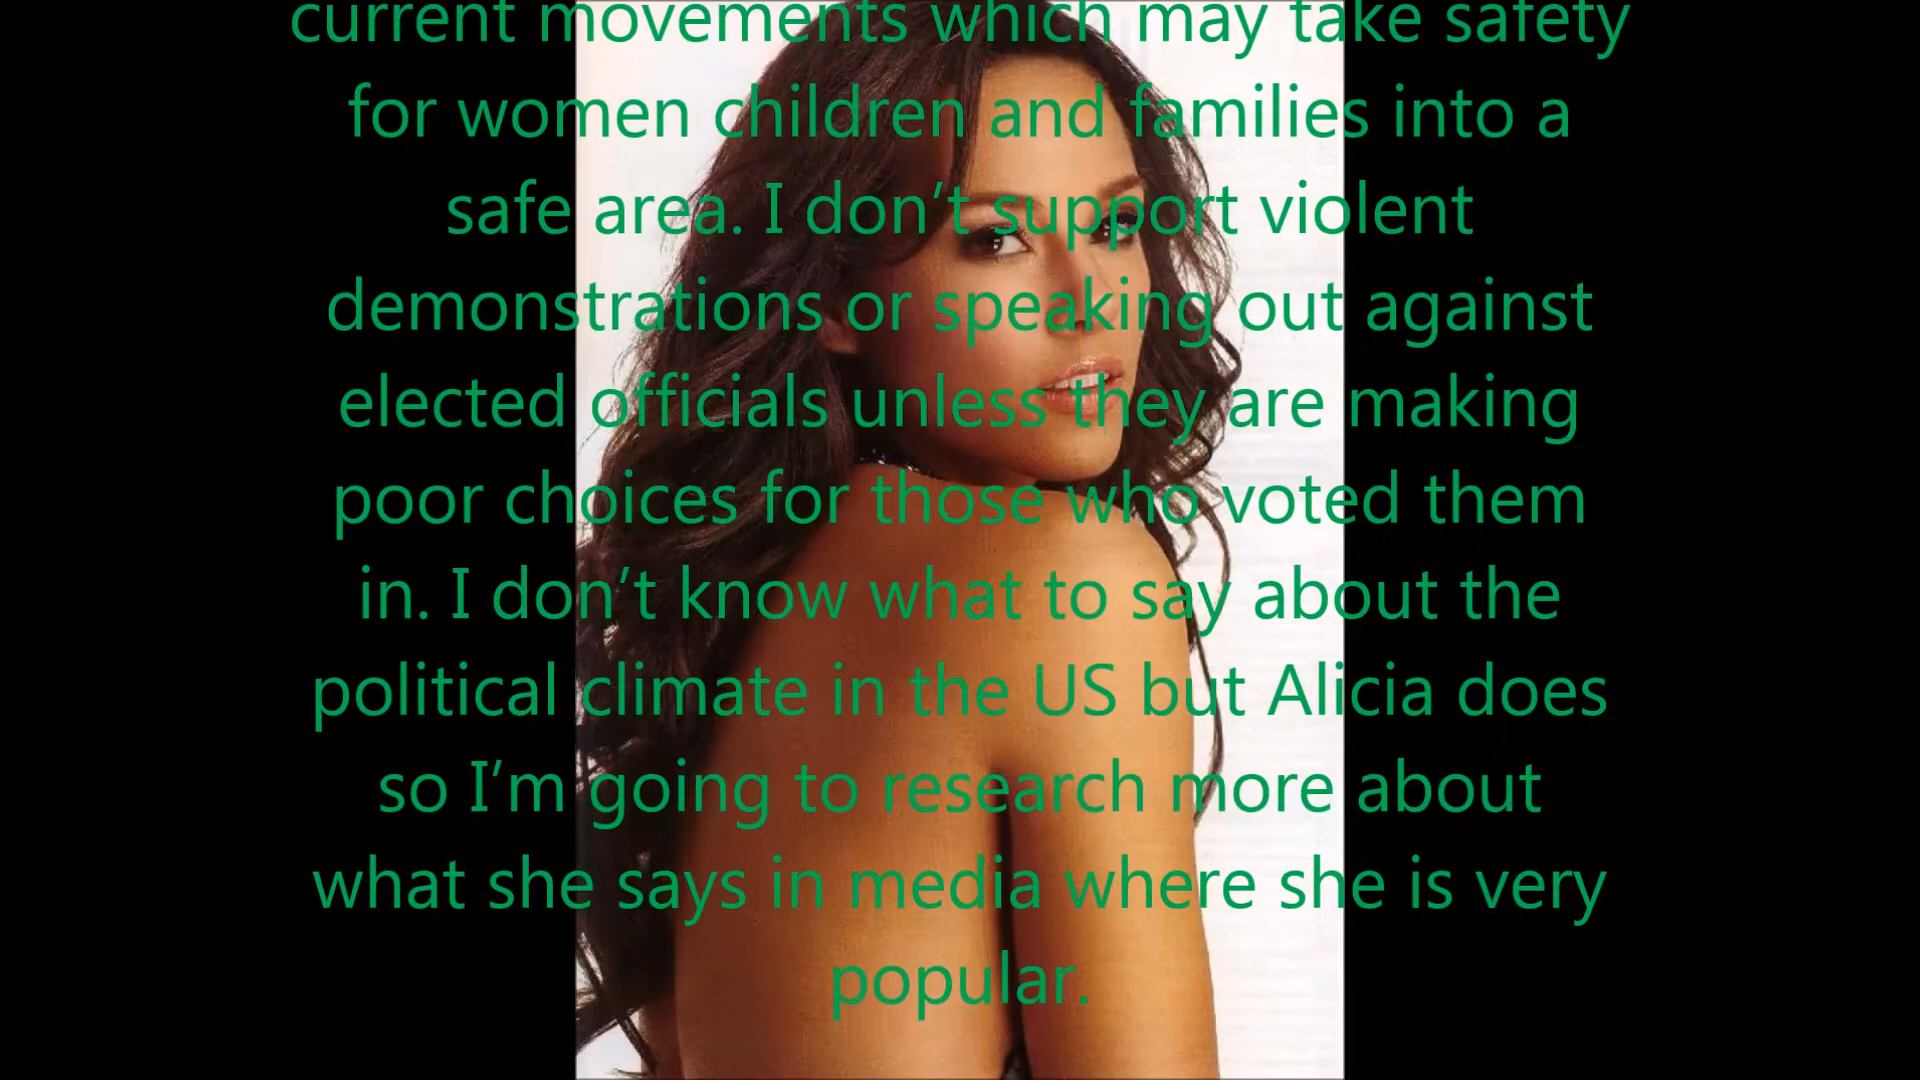 current movements which may take safety
for women children and families into a
safe area. I don’t support violent
demonstrations or speaking out against
elected officials unless they are making
poor choices for those who voted them
in. I don‘t know what to say about the
political climate in the US but Alicia does
so I’m going to research more about
what she says in media where she is very
popular.